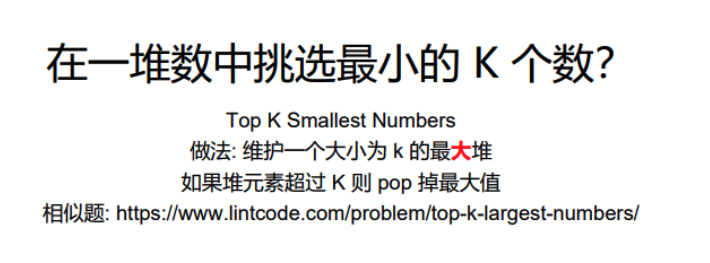 在一堆数中挑选最小的 K 个数?
Top K Smallest Numbers
做法: 维护一个大小为 k 的最大堆
如果堆元素超过 K 则 pop 掉最大值
相似题: https://www.lintcode.com/problem/top-k-largest-numbers/